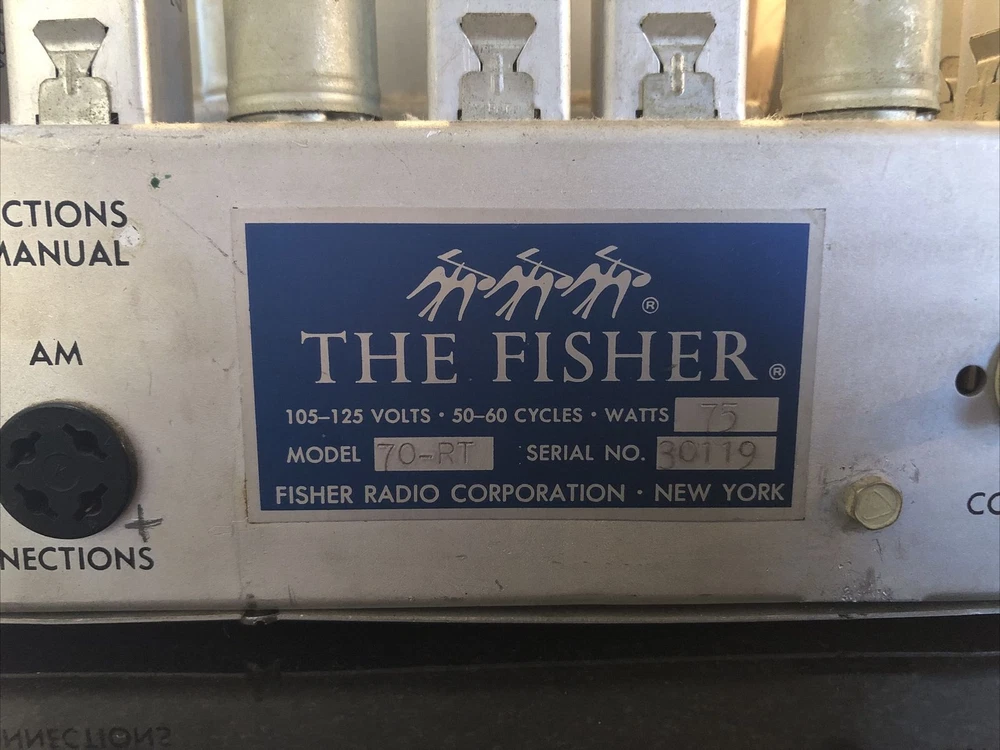 CTIONS
MANUAL
AM
NECTIONS
®
THE FISHER ®
105–125 VOLTS · 50–60 CYCLES · WATTS 75
MODEL 70-RT SERIAL NO. 30119
FISHER RADIO CORPORATION · NEW YORK
CO
NNECTIONS